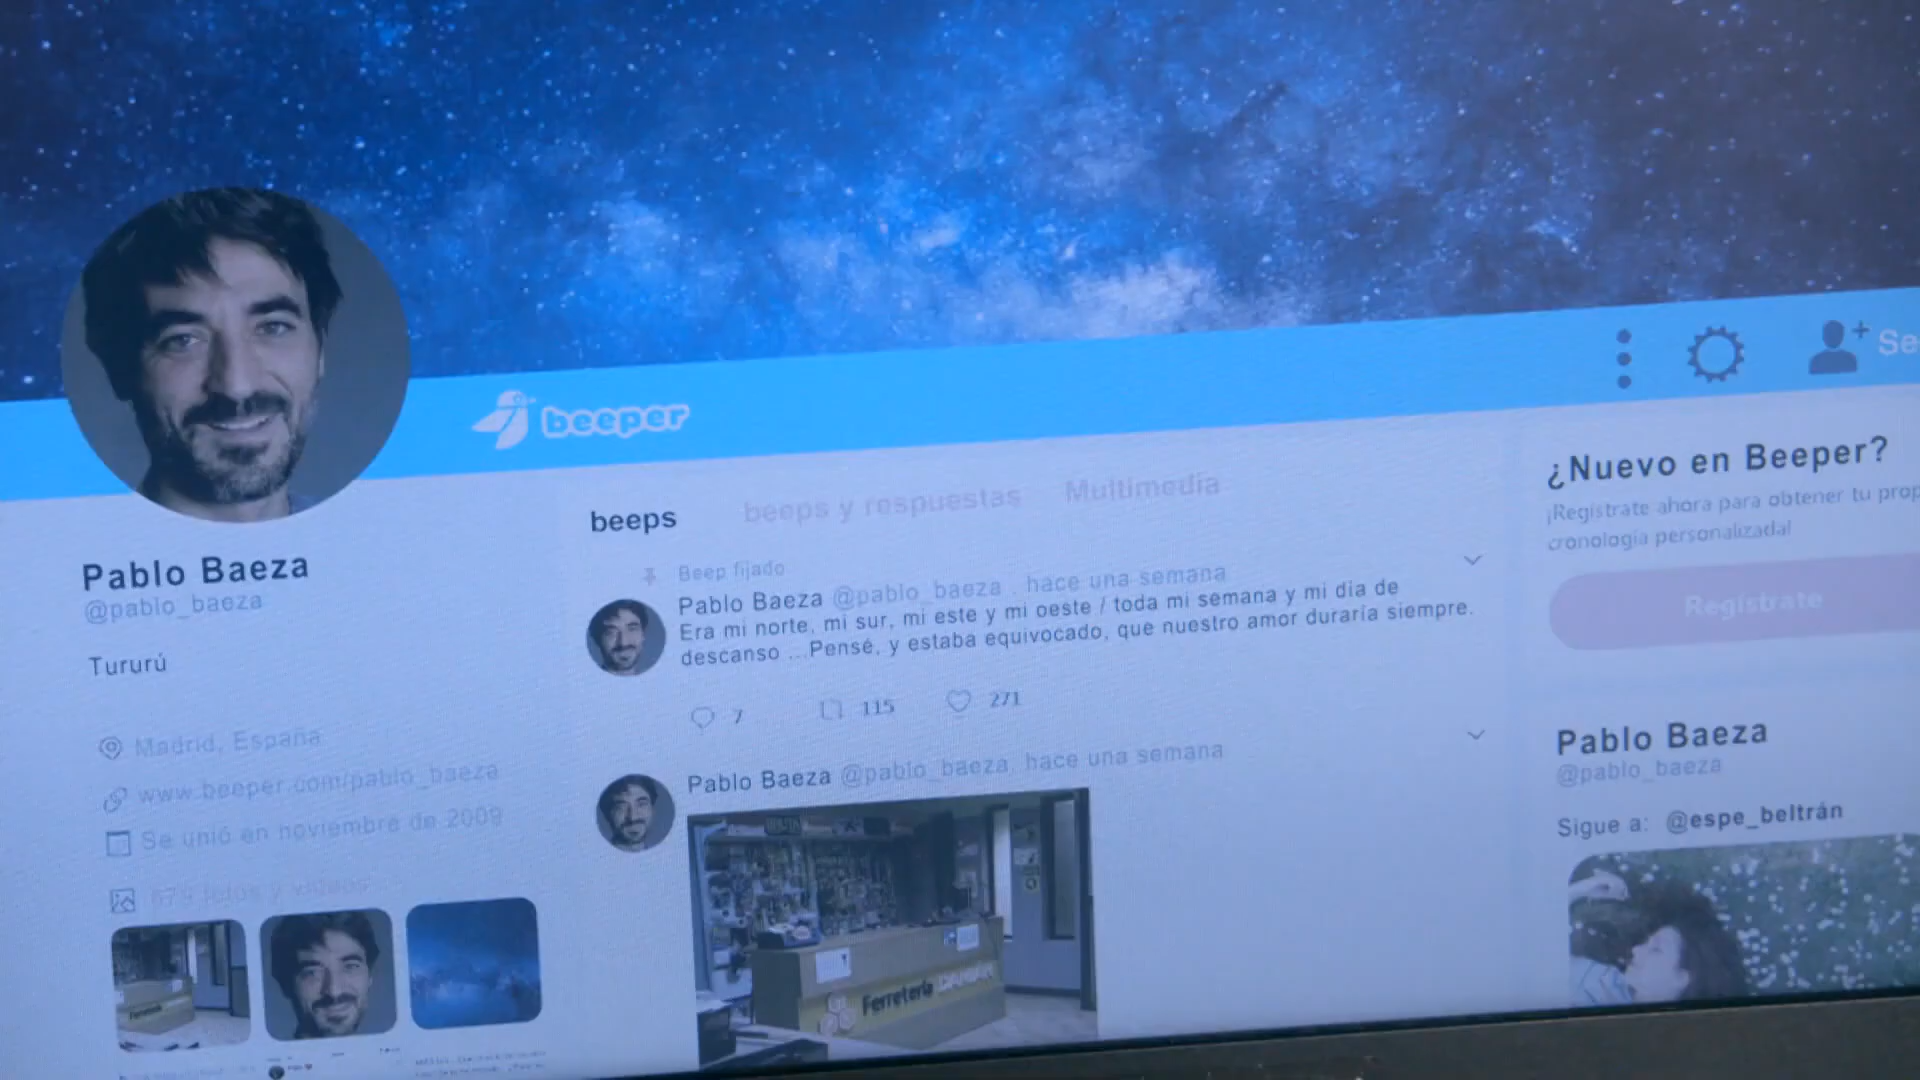 beeper
Se
Pablo Baeza
@pablo_baeza
Tururú
Madrid, España
www.beeper.com/pablo_baeza
Se unió en noviembre de 2009
fotos y videos
beeps
beeps y respuestas
Multimedia
Beep fijado
Pablo Baeza @pablo_baeza . hace una semana
Era mi norte, mi sur, mi este y mi oeste / toda mi semana y mi día de
descanso ...Pensé, y estaba equivocado, que nuestro amor duraría siempre.
7 115 271
Pablo Baeza @pablo_baeza. hace una semana
Ferretería
¿Nuevo en Beeper?
¡Regístrate ahora para obtener tu prop
cronología personalizada!
Regístrate
Pablo Baeza
@pablo_baeza
Sigue a: @espe_beltrán